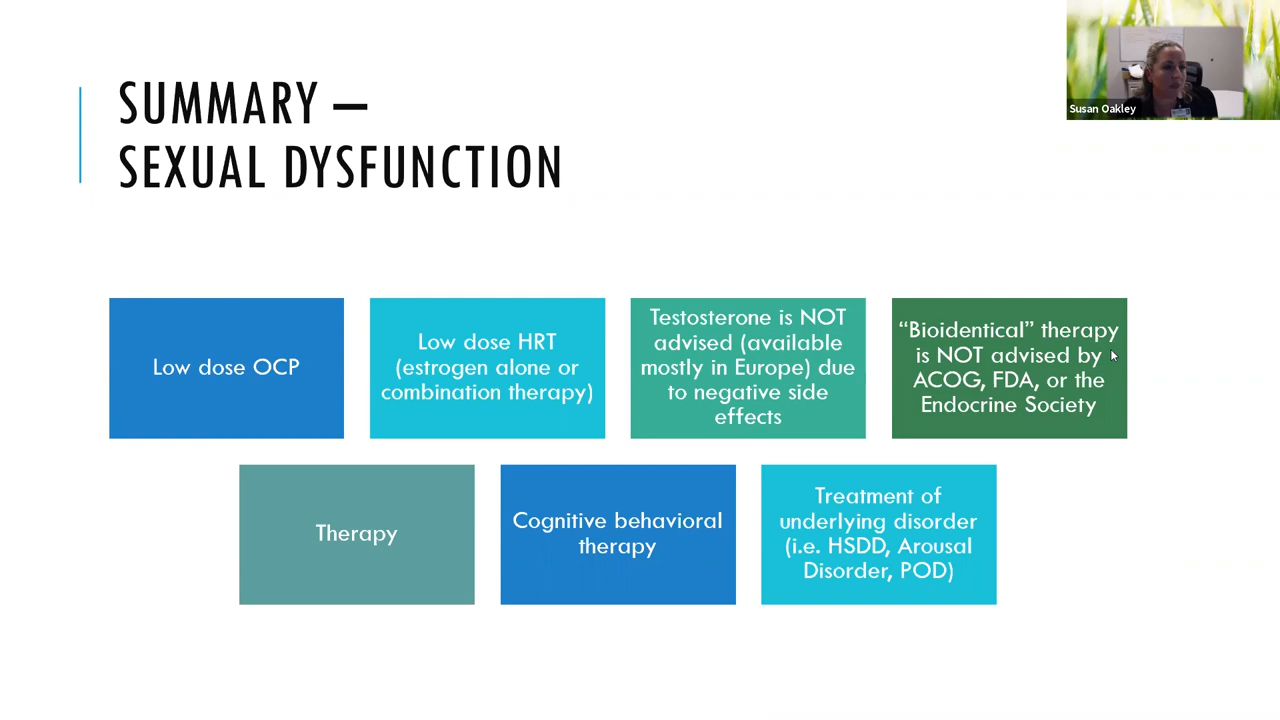 SUMMARY –
SEXUAL DYSFUNCTION
Susan Oakley
Low dose OCP
Low dose HRT
(estrogen alone or
combination therapy)
Testosterone is NOT
advised (available
mostly in Europe) due
to negative side
effects
“Bioidentical” therapy
is NOT advised by
ACOG, FDA, or the
Endocrine Society
Therapy
Cognitive behavioral
therapy
Treatment of
underlying disorder
(i.e. HSDD, Arousal
Disorder, POD)